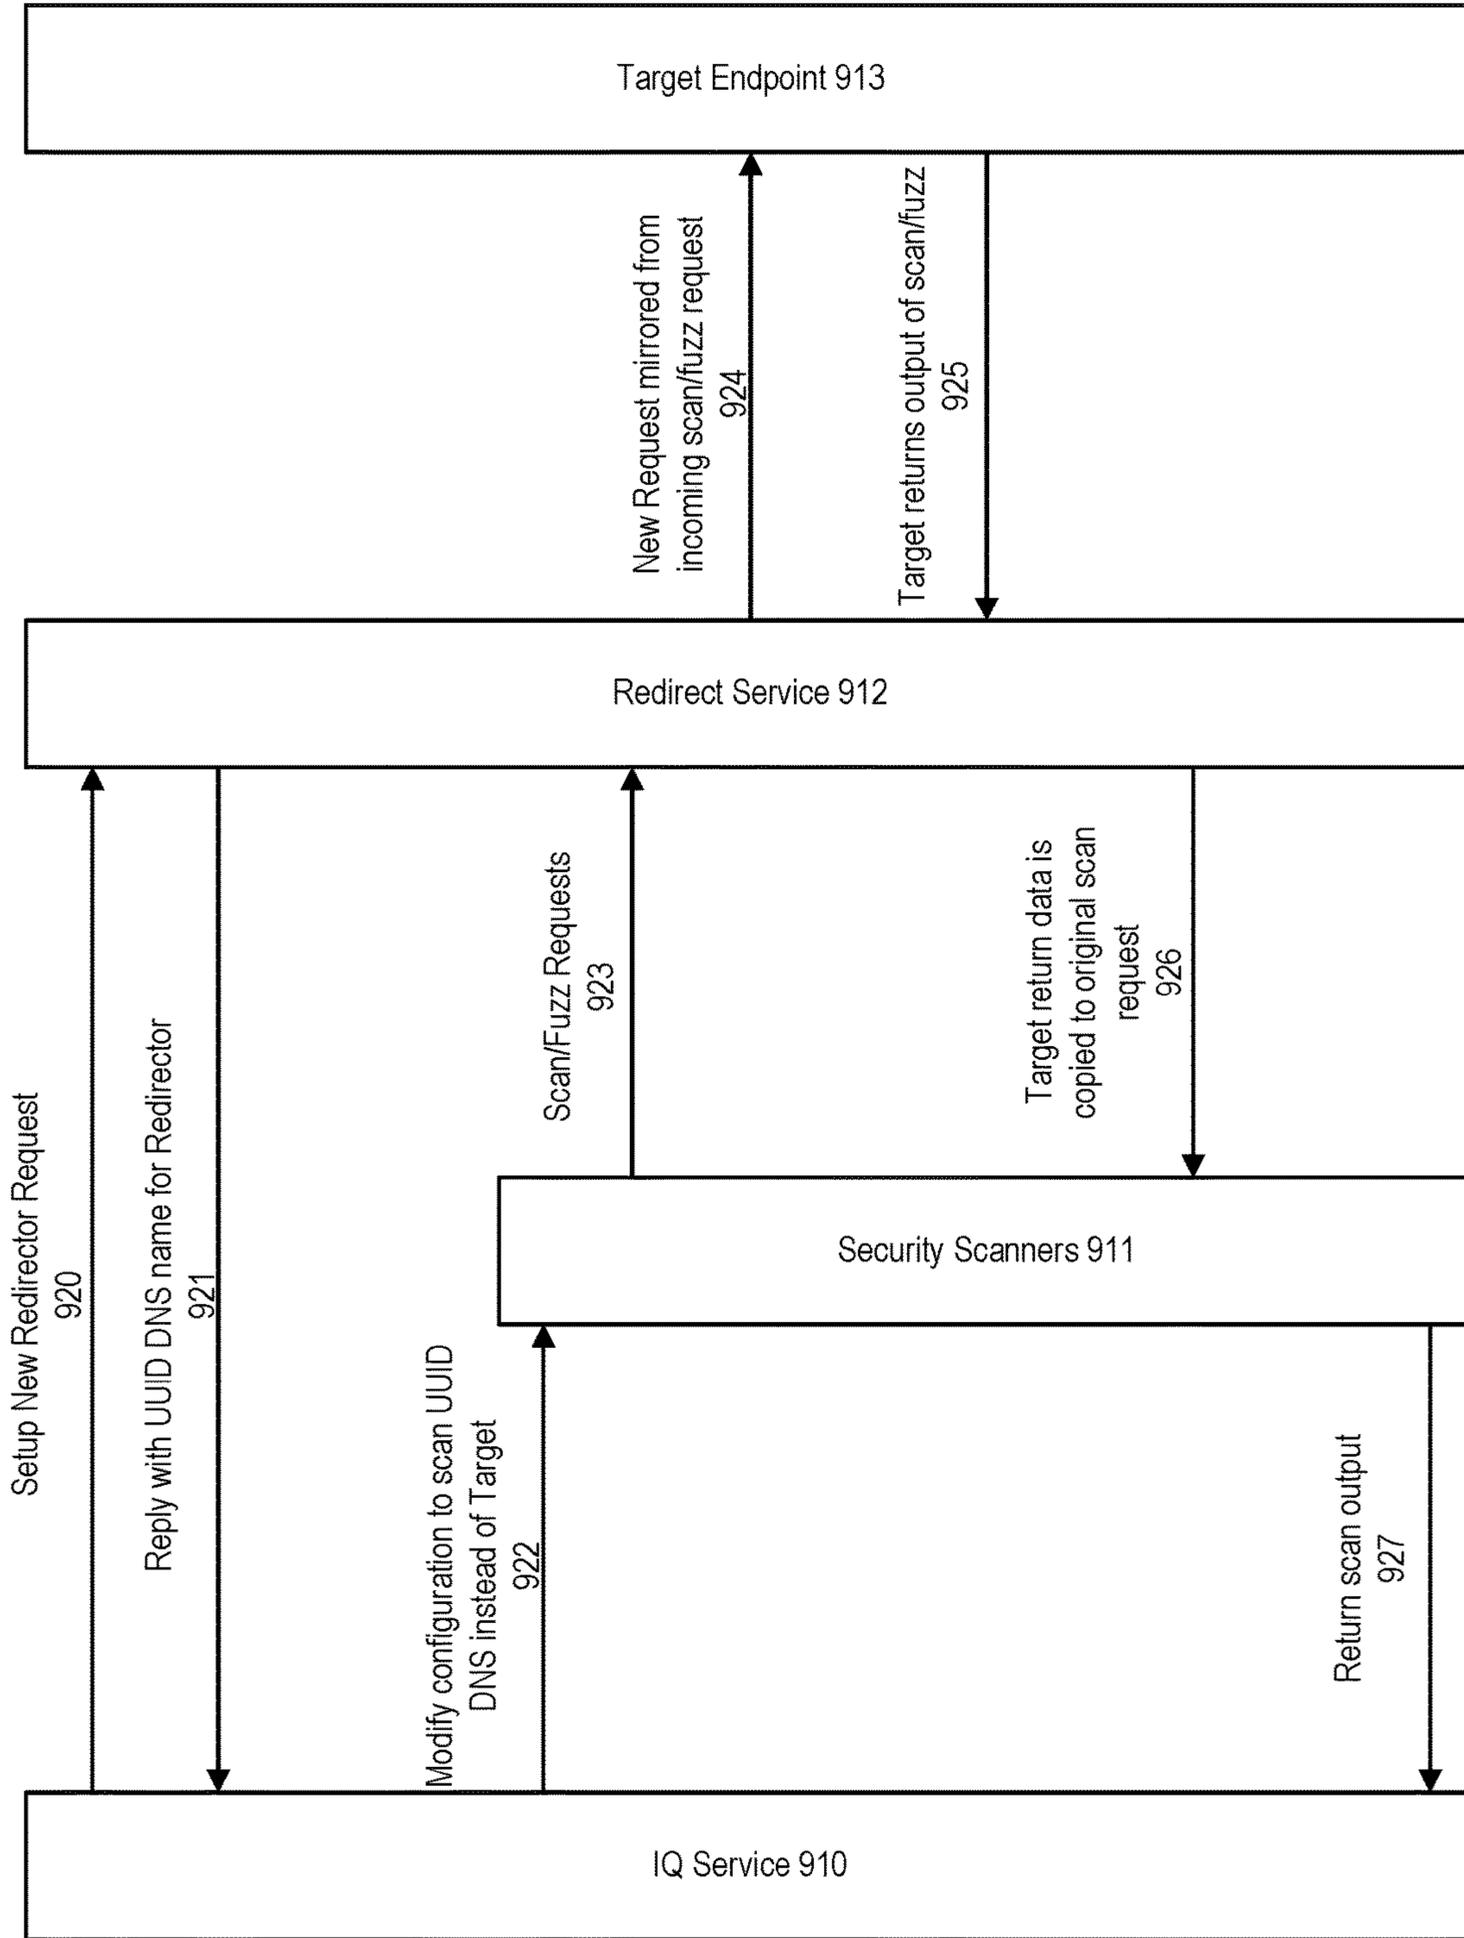 Target Endpoint 913
New Request mirrored from
incoming scan/fuzz request
924
Target returns output of scan/fuzz
925
Redirect Service 912
Setup New Redirector Request
920
Reply with UUID DNS name for Redirector
921
Scan/Fuzz Requests
923
Target return data is
copied to original scan
request
926
Security Scanners 911
Modify configuration to scan UUID
DNS instead of Target
922
Return scan output
927
IQ Service 910